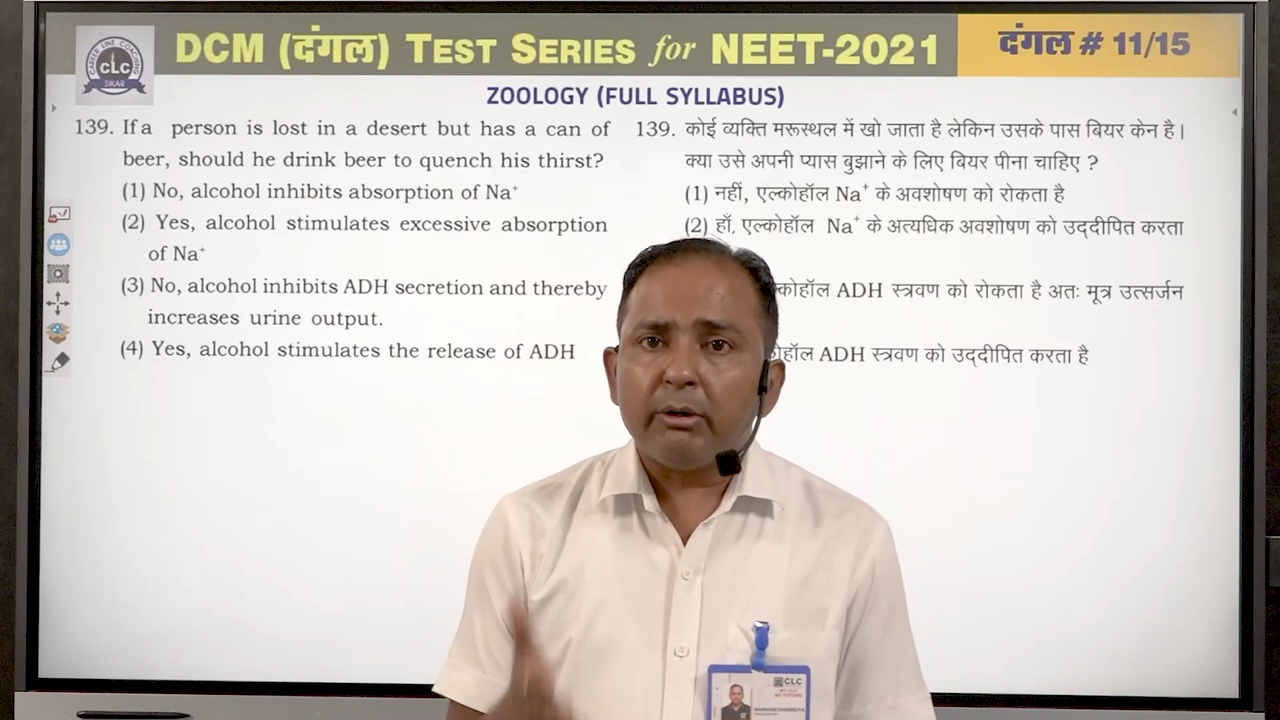 CAREER LINE COACHING
CLC
SIKAR
DCM (दंगल) TEST SERIES for NEET-2021
दंगल # 11/15
ZOOLOGY (FULL SYLLABUS)
139. If a person is lost in a desert but has a can of
beer, should he drink beer to quench his thirst?
(1) No, alcohol inhibits absorption of Na⁺
(2) Yes, alcohol stimulates excessive absorption
of Na⁺
(3) No, alcohol inhibits ADH secretion and thereby
increases urine output.
(4) Yes, alcohol stimulates the release of ADH
139. कोई व्यक्ति मरूस्थल में खो जाता है लेकिन उसके पास बियर केन है।
क्या उसे अपनी प्यास बुझाने के लिए बियर पीना चाहिए ?
(1) नहीं, एल्कोहॉल Na⁺ के अवशोषण को रोकता है
(2) हाँ, एल्कोहॉल Na⁺ के अत्यधिक अवशोषण को उद्दीपित करता
ADH स्त्रवण को रोकता है अतः मूत्र उत्सर्जन
ADH स्त्रवण को उद्दीपित करता है
CLC